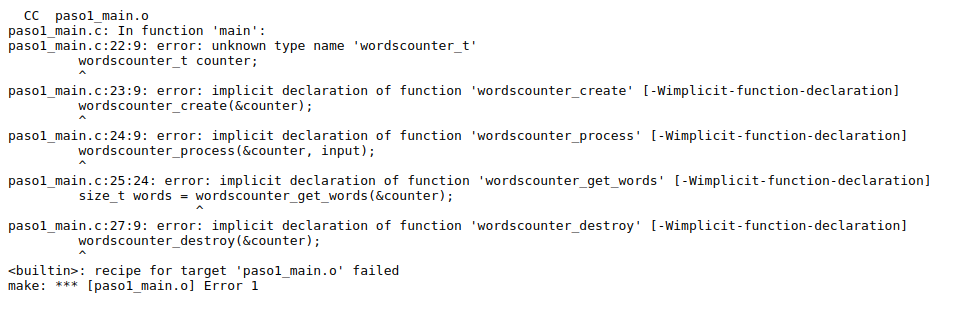 CC  paso1_main.o
paso1_main.c: In function 'main':
paso1_main.c:22:9: error: unknown type name 'wordscounter_t'
wordscounter_t counter;
^
paso1_main.c:23:9: error: implicit declaration of function 'wordscounter_create' [-Wimplicit-function-declaration]
wordscounter_create(&counter);
^
paso1_main.c:24:9: error: implicit declaration of function 'wordscounter_process' [-Wimplicit-function-declaration]
wordscounter_process(&counter, input);
^
paso1_main.c:25:24: error: implicit declaration of function 'wordscounter_get_words' [-Wimplicit-function-declaration]
size_t words = wordscounter_get_words(&counter);
^
paso1_main.c:27:9: error: implicit declaration of function 'wordscounter_destroy' [-Wimplicit-function-declaration]
wordscounter_destroy(&counter);
^
<builtin>: recipe for target 'paso1_main.o' failed
make: *** [paso1_main.o] Error 1